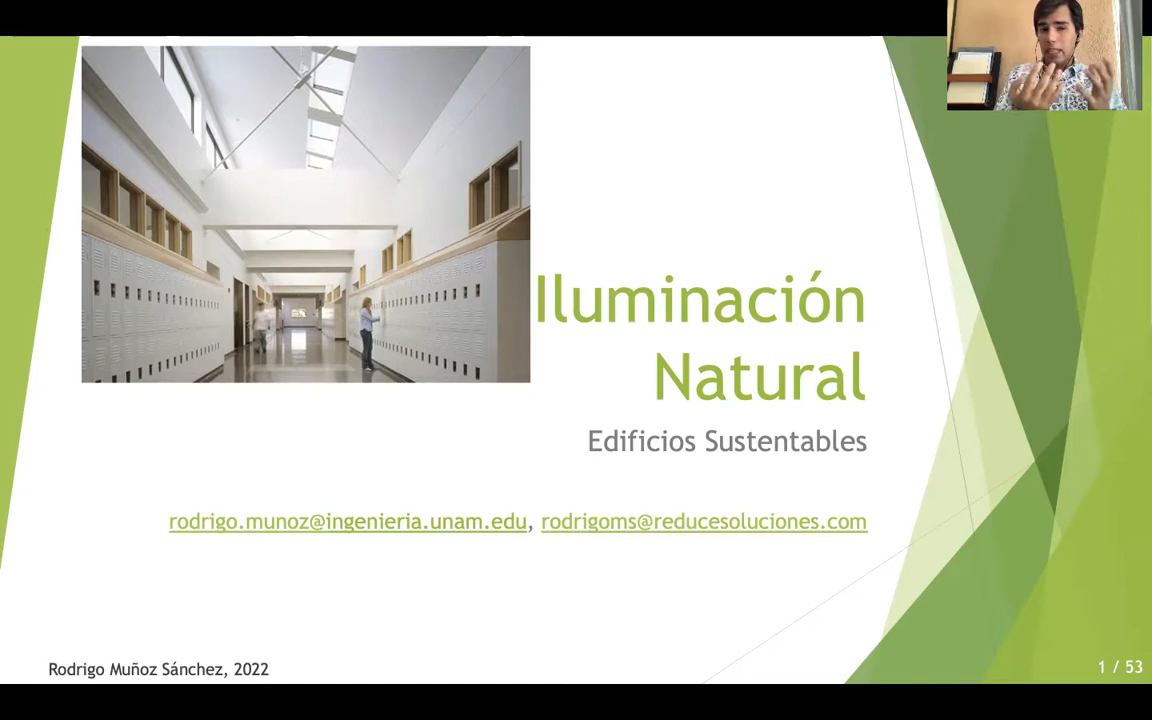 Iluminación
Natural
Edificios Sustentables
rodrigo.munoz@ingenieria.unam.edu, rodrigoms@reducesoluciones.com
Rodrigo Muñoz Sánchez, 2022
1 / 53